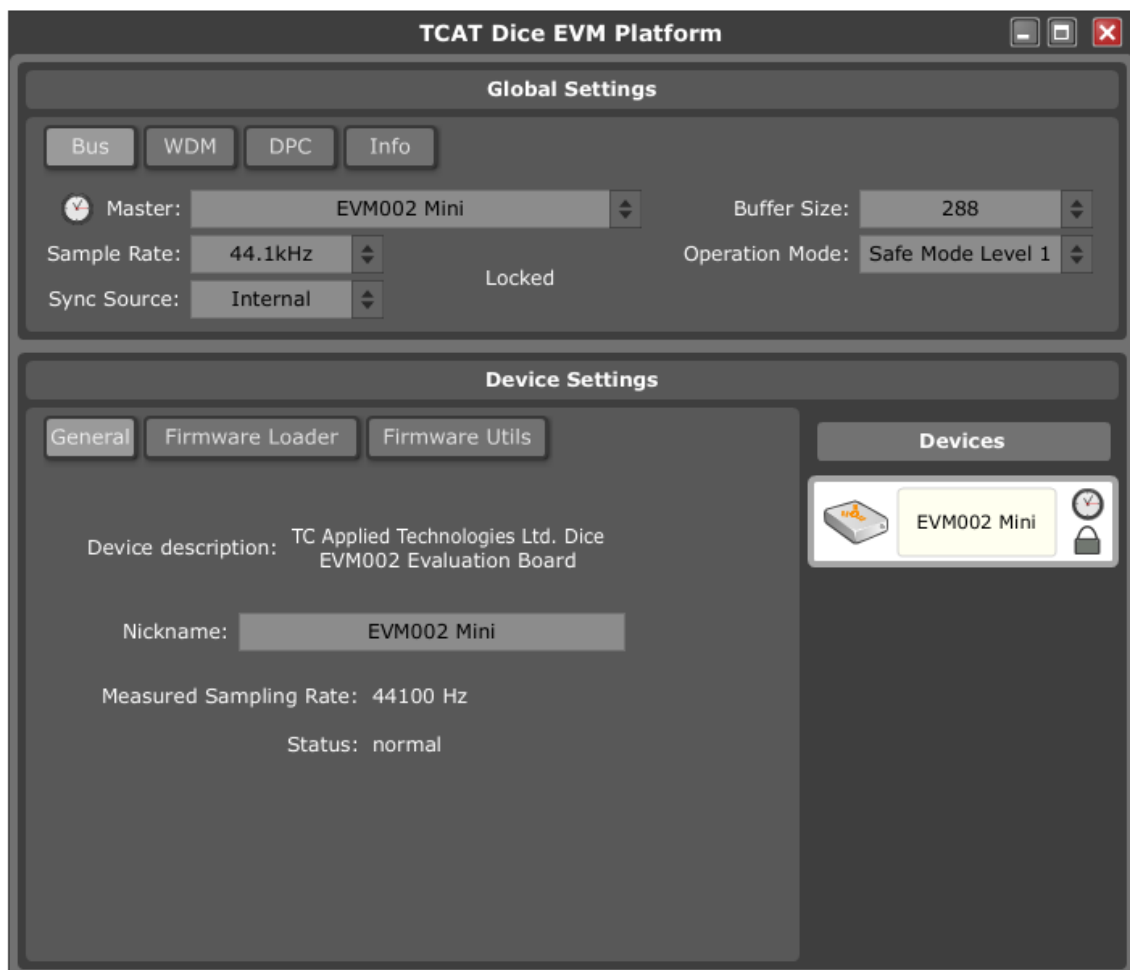 TCAT Dice EVM Platform
Global Settings
Bus
WDM
DPC
Info
Master:
EVM002 Mini
Buffer Size:
288
Sample Rate:
44.1kHz
Operation Mode:
Safe Mode Level 1
Locked
Sync Source:
Internal
Device Settings
General
Firmware Loader
Firmware Utils
Devices
EVM002 Mini
Device description:
TC Applied Technologies Ltd. Dice
EVM002 Evaluation Board
Nickname:
EVM002 Mini
Measured Sampling Rate: 44100 Hz
Status: normal